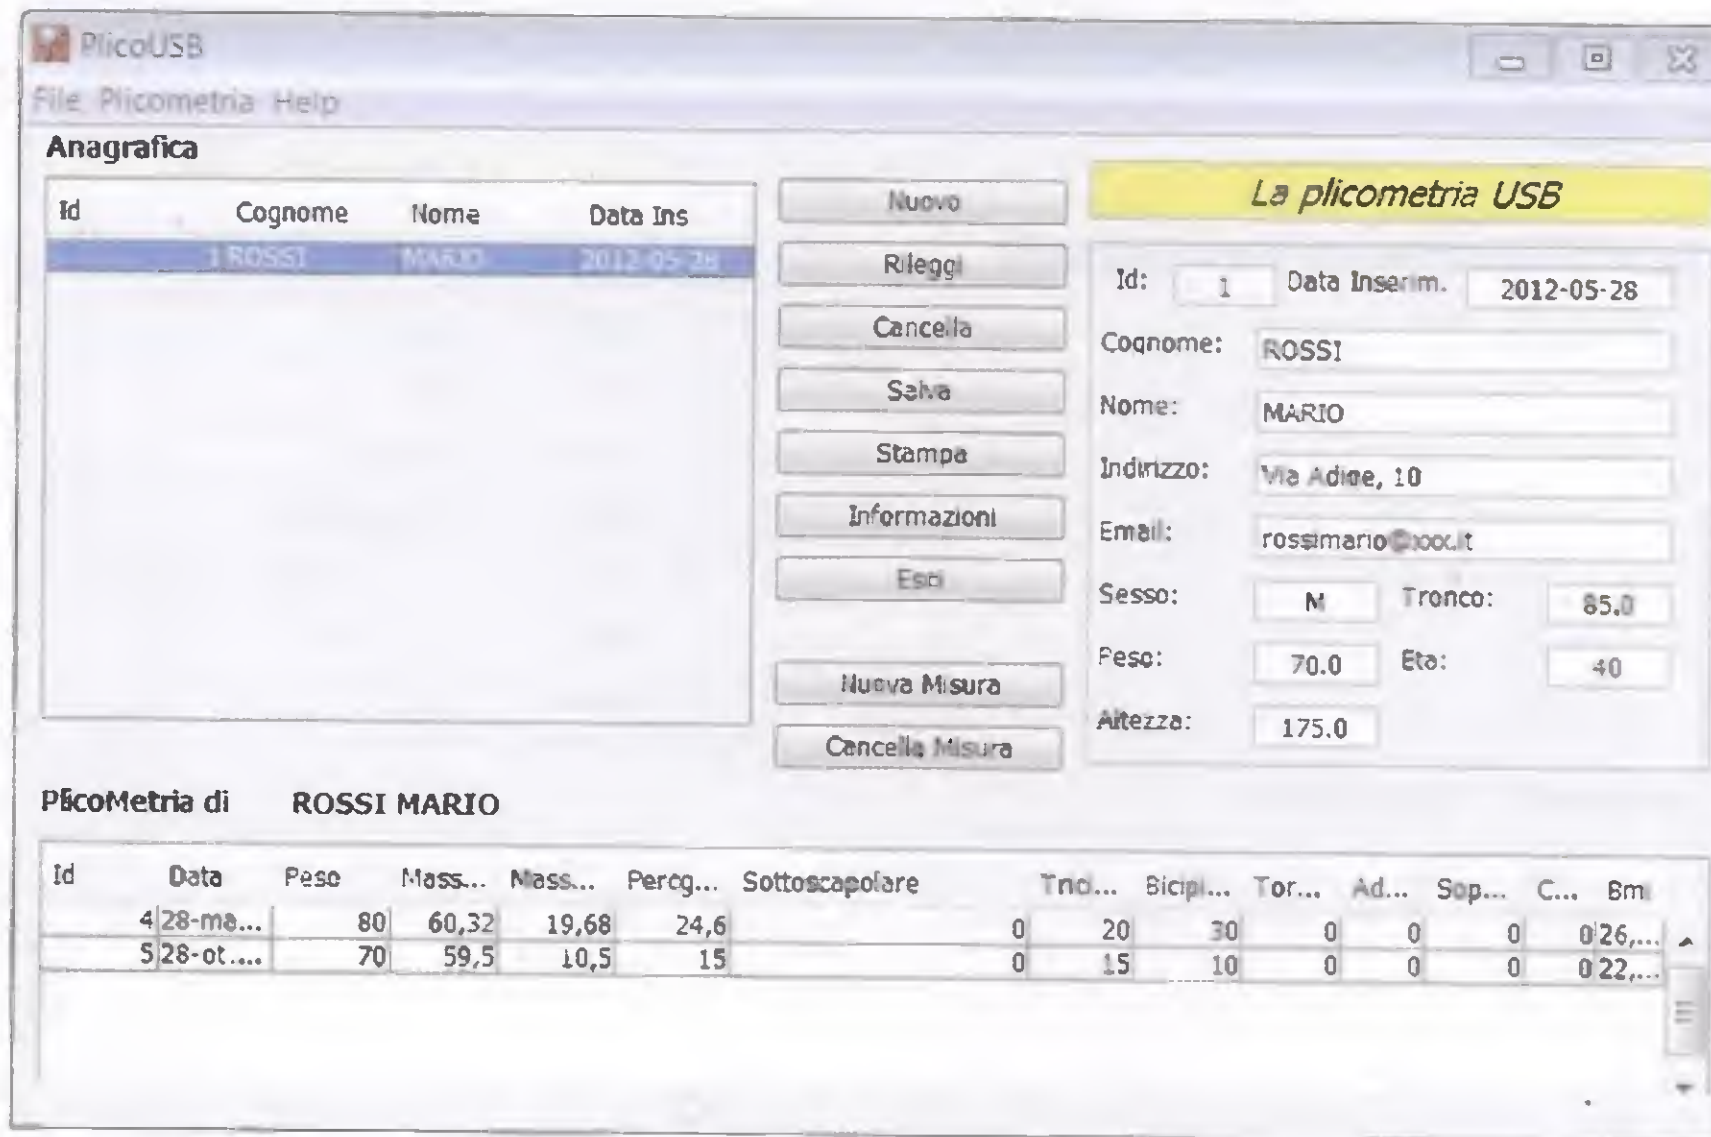 PlicoUSB
File Plicometria Help
Anagrafica
Id Cognome Nome Data Ins
1 ROSSI MARIO 2012-05-28
Nuovo
Rileggi
Cancella
Salva
Stampa
Informazioni
Esci
Nuova Misura
Cancella Misura
La plicometria USB
Id: 1 Data Inserim. 2012-05-28
Cognome: ROSSI
Nome: MARIO
Indirizzo: Via Adige, 10
Email: rossimario@xxx.it
Sesso: M Tronco: 85.0
Peso: 70.0 Eta: 40
Altezza: 175.0
PlicoMetria di ROSSI MARIO
Id Data Peso Mass... Mass... Percg... Sottoscapolare Trici... Bicipi... Tor... Ad... Sop... C... Bmi
4 28-ma... 80 60,32 19,68 24,6 0 20 30 0 0 0 0 26,...
5 28-ot.... 70 59,5 10,5 15 0 15 10 0 0 0 0 22,...